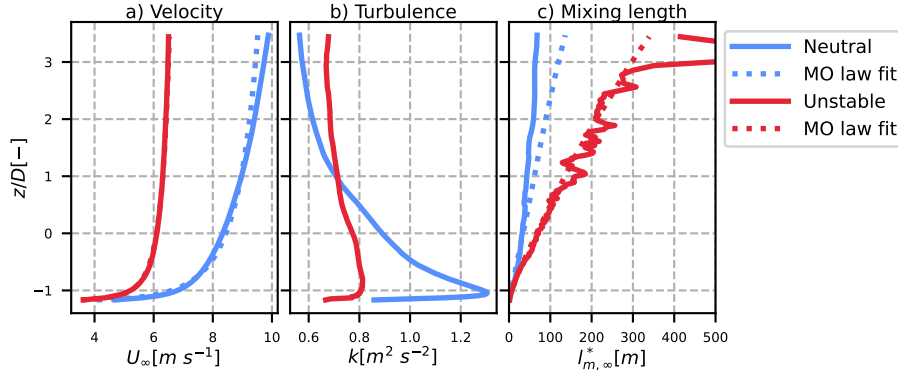 a) Velocity
b) Turbulence
c) Mixing length
3
2
1
0
−1
z/D[−]
4
6
8
10
U∞[m s⁻¹]
0.6
0.8
1.0
1.2
k[m² s⁻²]
0
100
200
300
400
500
l*m,∞[m]
Neutral
MO law fit
Unstable
MO law fit